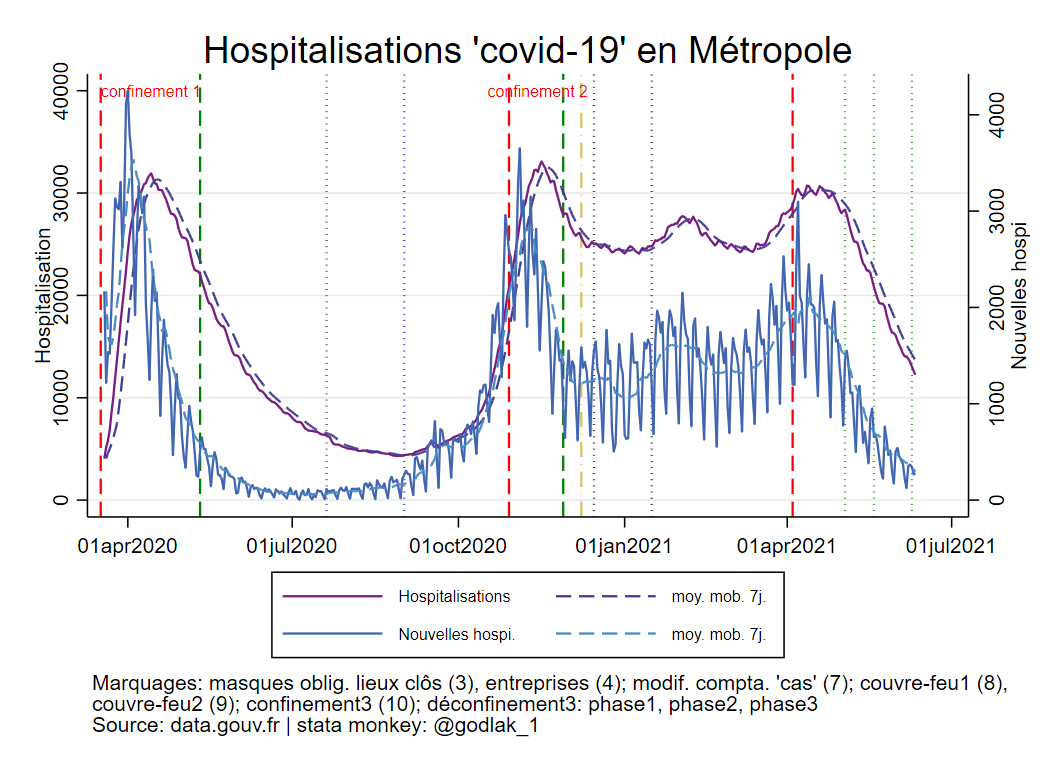 Hospitalisations 'covid-19' en Métropole
confinement 1
confinement 2
Hospitalisation
0
10000
20000
30000
40000
Nouvelles hospi
0
1000
2000
3000
4000
01apr2020
01jul2020
01oct2020
01jan2021
01apr2021
01jul2021
Hospitalisations
moy. mob. 7j.
Nouvelles hospi.
moy. mob. 7j.
Marquages: masques oblig. lieux clôs (3), entreprises (4); modif. compta. 'cas' (7); couvre-feu1 (8),
couvre-feu2 (9); confinement3 (10); déconfinement3: phase1, phase2, phase3
Source: data.gouv.fr | stata monkey: @godlak_1